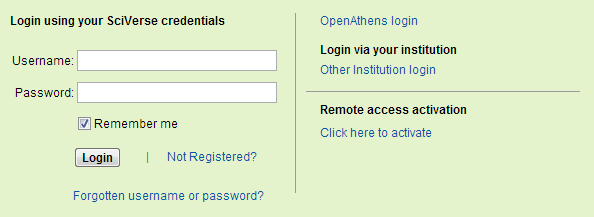 Login using your SciVerse credentials
Username:
Password:
Remember me
Login | Not Registered?
Forgotten username or password?
OpenAthens login
Login via your institution
Other Institution login
Remote access activation
Click here to activate